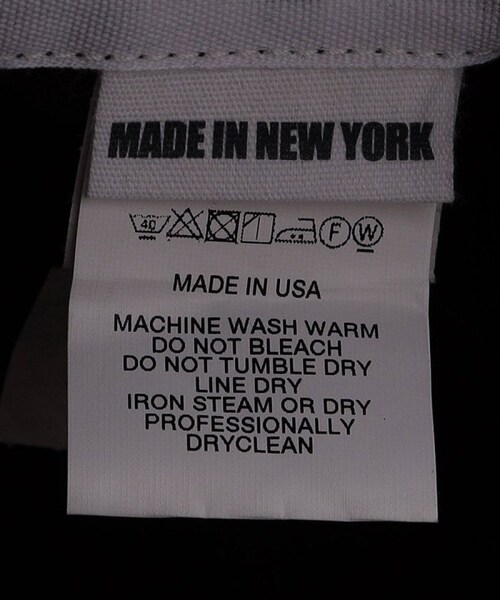 MADE IN NEW YORK
40 F W
MADE IN USA
MACHINE WASH WARM
DO NOT BLEACH
DO NOT TUMBLE DRY
LINE DRY
IRON STEAM OR DRY
PROFESSIONALLY
DRYCLEAN